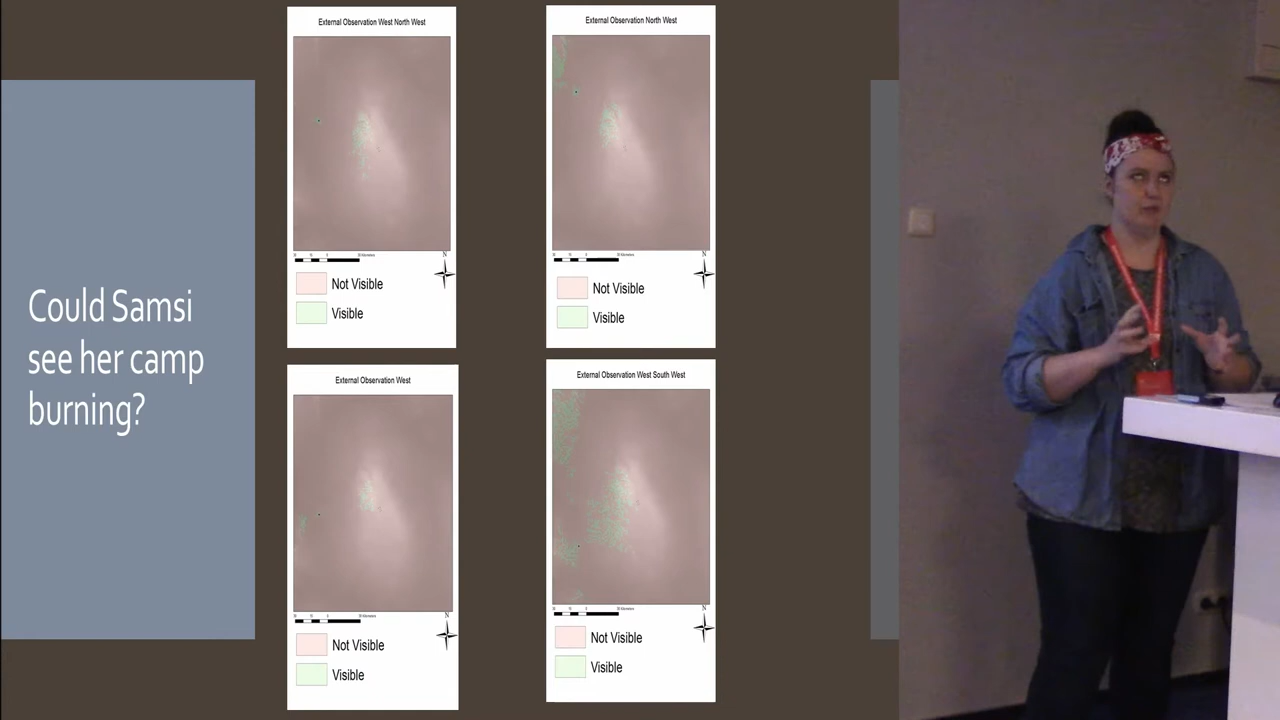 Could Samsi
see her camp
burning?
External Observation West North West
N
Not Visible
Visible
External Observation North West
N
Not Visible
Visible
External Observation West
N
Not Visible
Visible
External Observation West South West
N
Not Visible
Visible